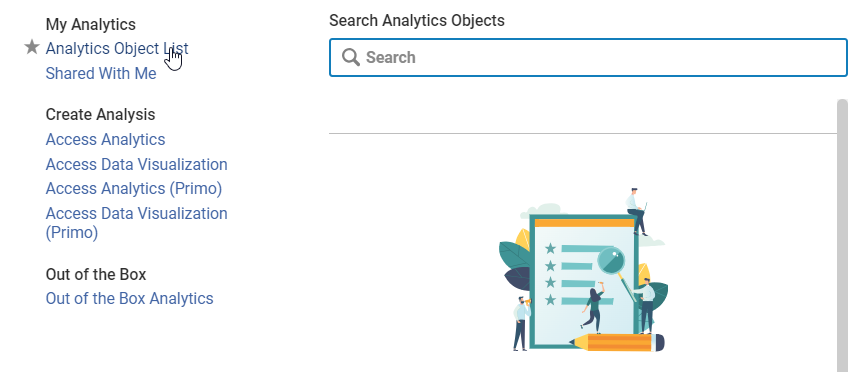 My Analytics
Analytics Object List
Shared With Me
Create Analysis
Access Analytics
Access Data Visualization
Access Analytics (Primo)
Access Data Visualization
(Primo)
Out of the Box
Out of the Box Analytics
Search Analytics Objects
Search